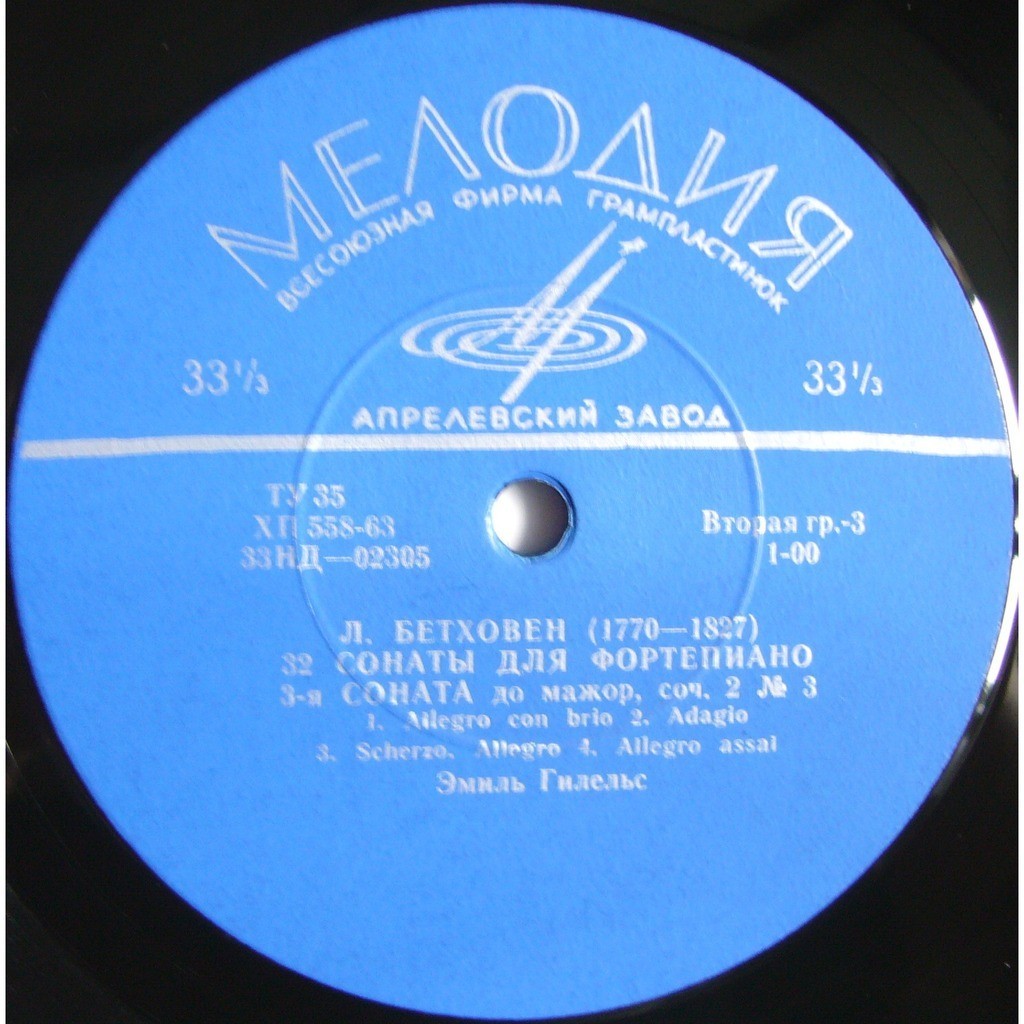 МЕЛОДИЯ
ВСЕСОЮЗНАЯ ФИРМА ГРАМПЛАСТИНОК
33⅓ 33⅓
АПРЕЛЕВСКИЙ ЗАВОД
ТУ 35
ХП 558-63
33НД—02305
Вторая гр.-3
1-00
Л. БЕТХОВЕН (1770—1827)
32 СОНАТЫ ДЛЯ ФОРТЕПИАНО
3-я СОНАТА до мажор, соч. 2 № 3
1. Allegro con brio 2. Adagio
3. Scherzo. Allegro 4. Allegro assai
Эмиль Гилельс